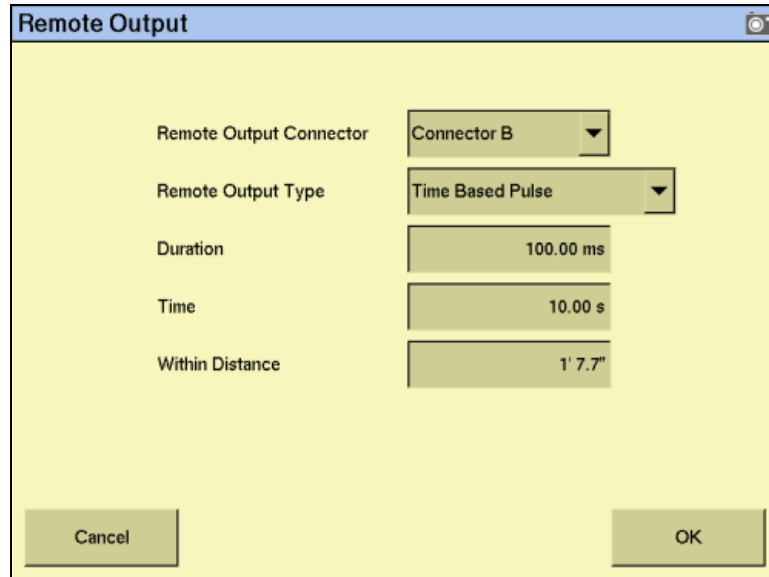 Remote Output
Remote Output Connector Connector B
Remote Output Type Time Based Pulse
Duration 100.00 ms
Time 10.00 s
Within Distance 1' 7.7"
Cancel OK